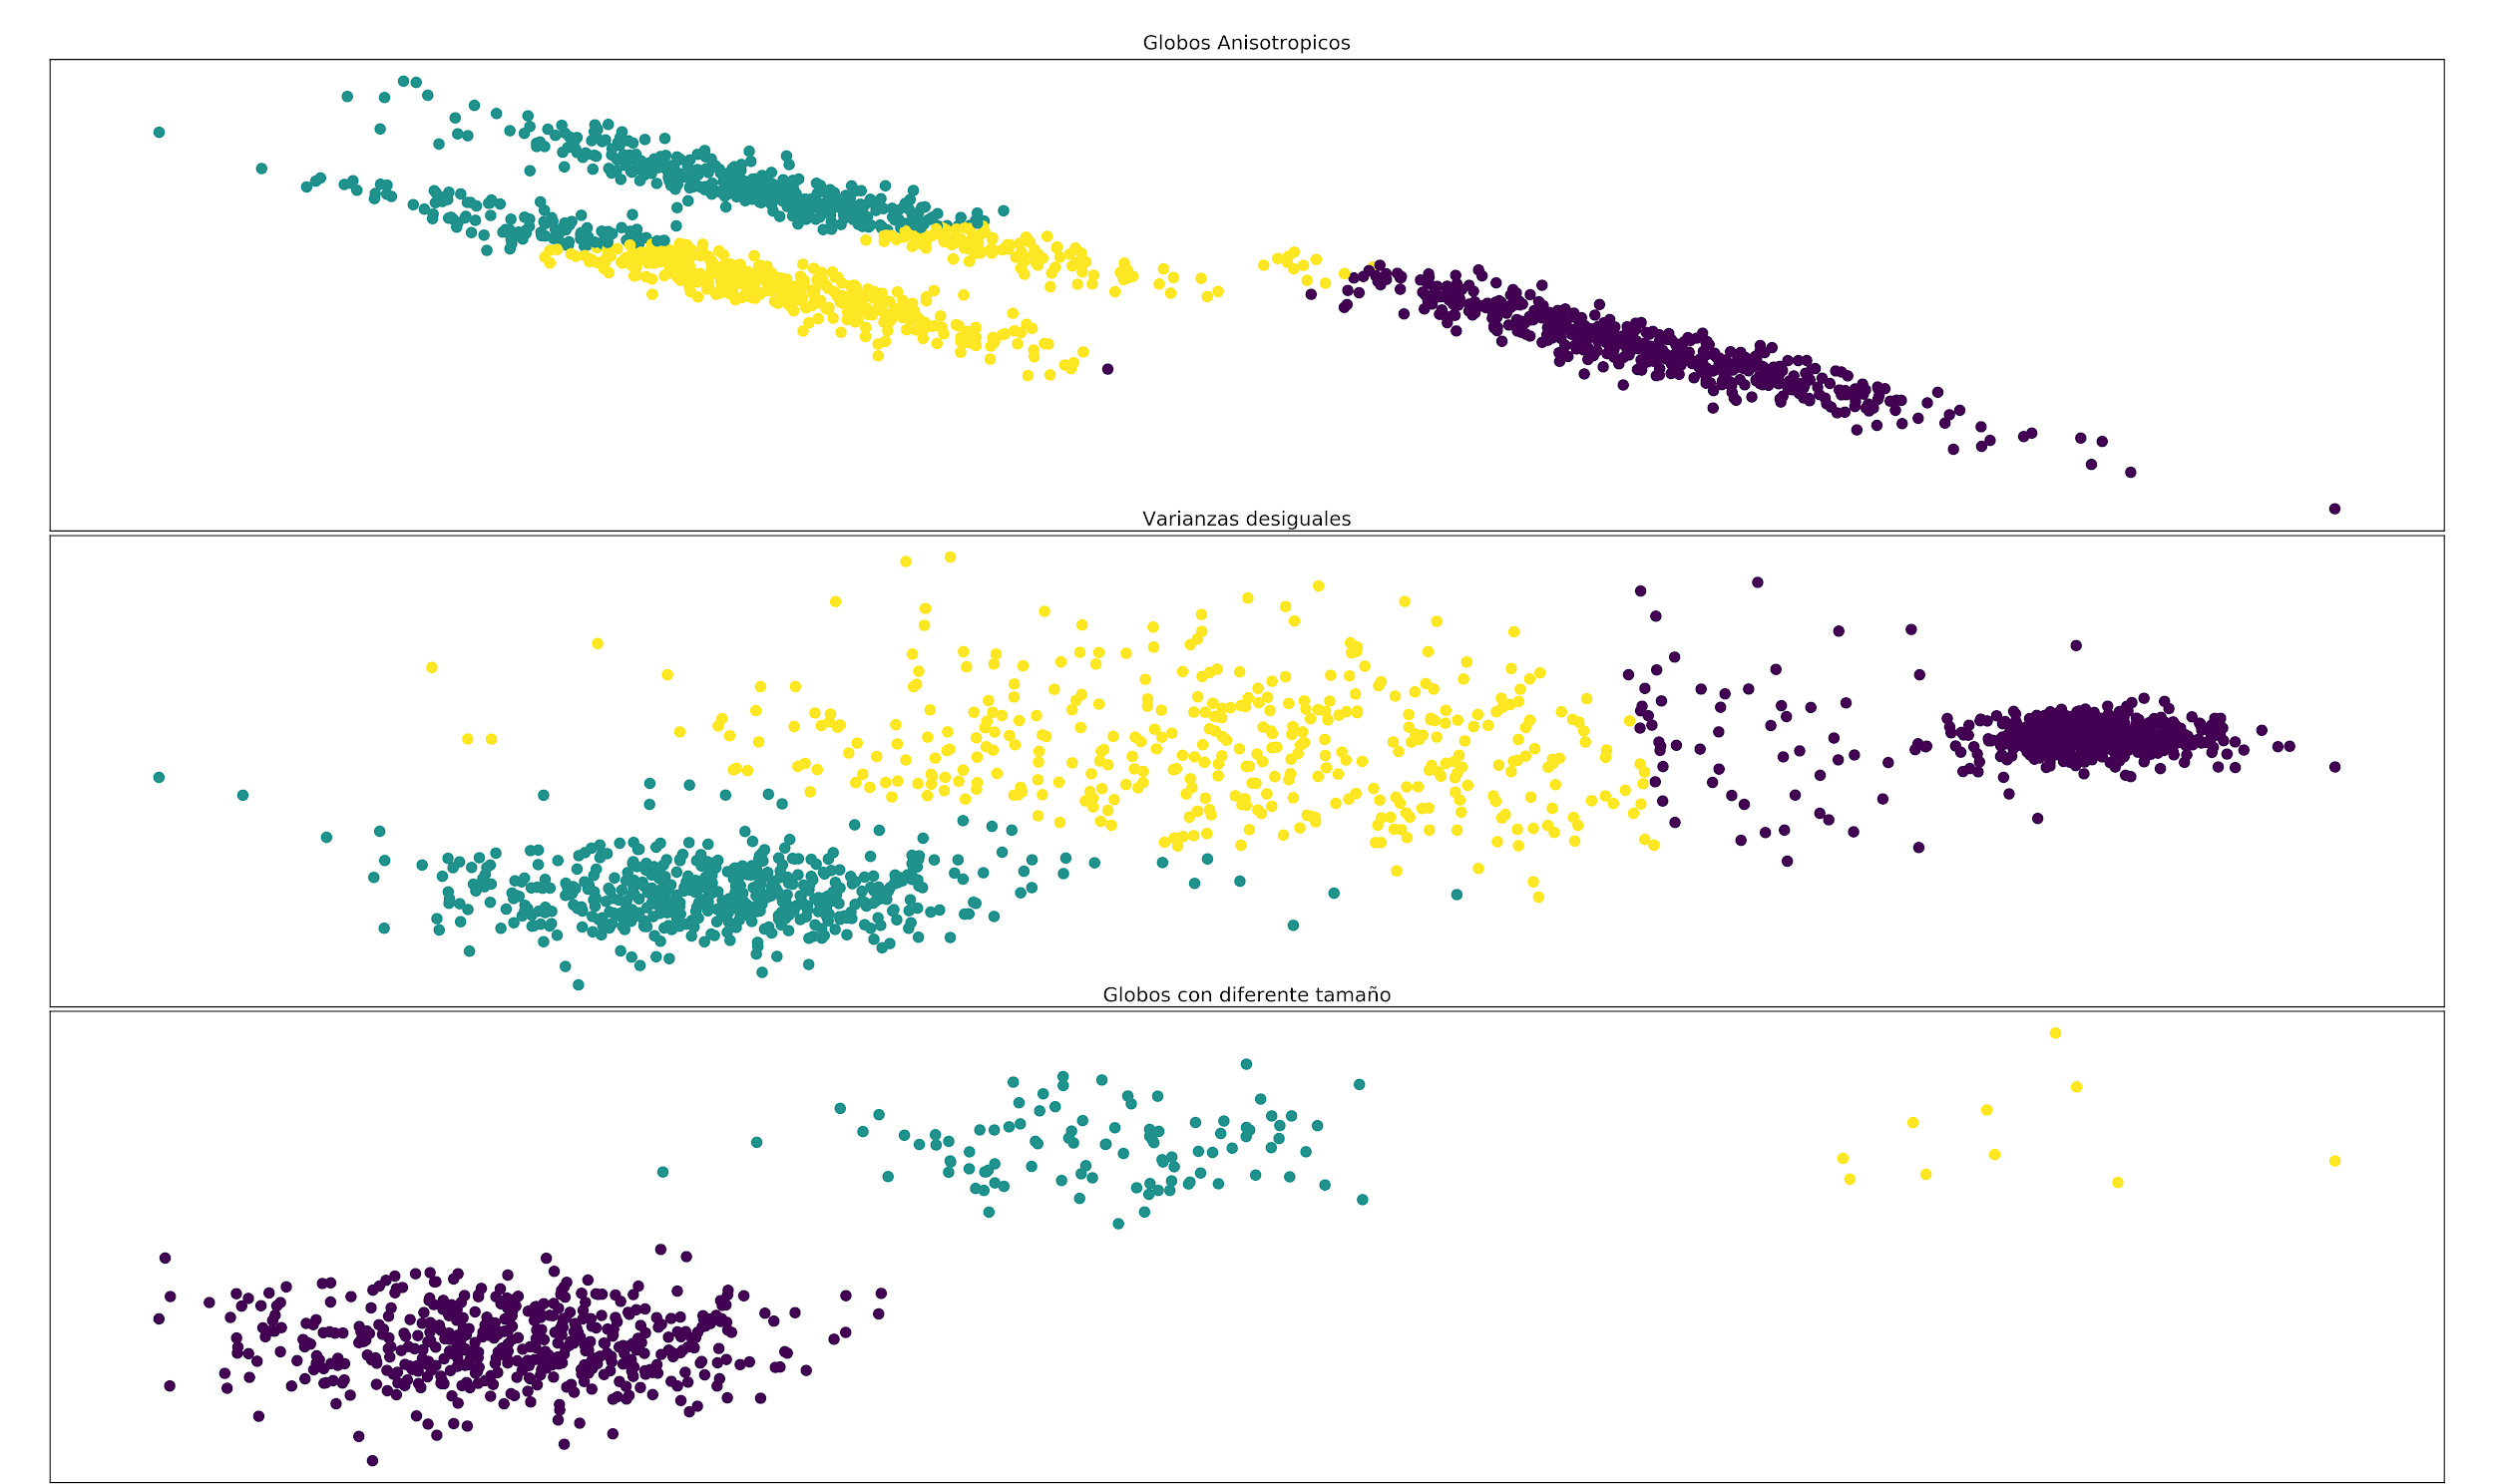 Globos Anisotropicos
Varianzas desiguales
Globos con diferente tamaño